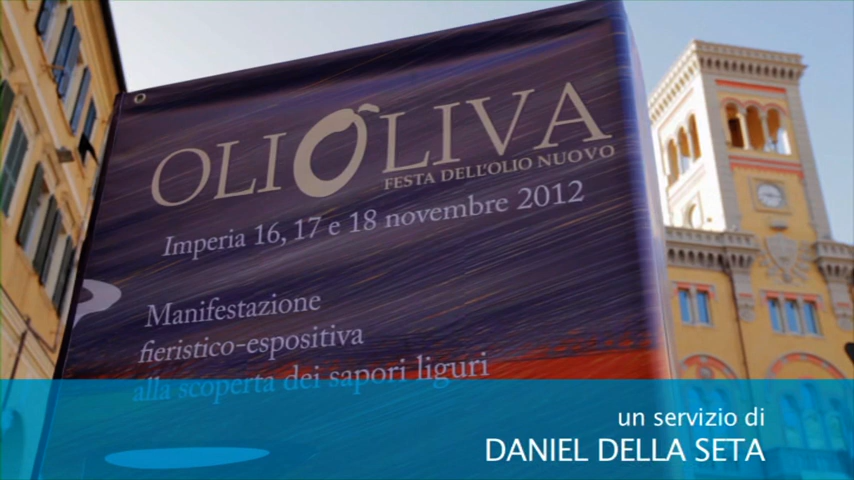 OLIÔLIVA
FESTA DELL'OLIO NUOVO
Imperia 16, 17 e 18 novembre 2012
Manifestazione
fieristico-espositiva
alla scoperta dei sapori liguri
un servizio di
DANIEL DELLA SETA